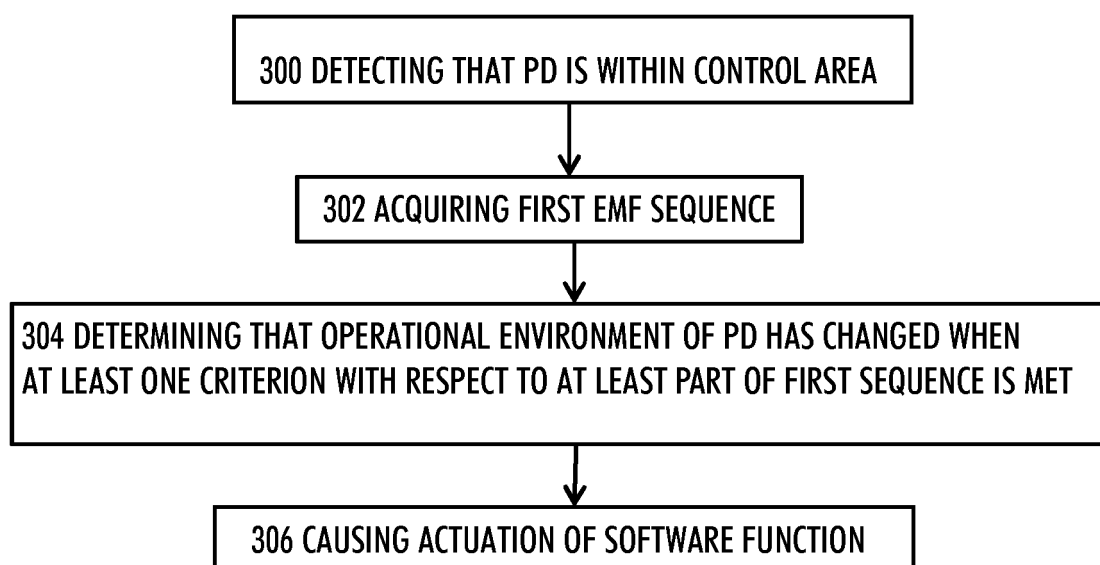 300 DETECTING THAT PD IS WITHIN CONTROL AREA
302 ACQUIRING FIRST EMF SEQUENCE
304 DETERMINING THAT OPERATIONAL ENVIRONMENT OF PD HAS CHANGED WHEN
AT LEAST ONE CRITERION WITH RESPECT TO AT LEAST PART OF FIRST SEQUENCE IS MET
306 CAUSING ACTUATION OF SOFTWARE FUNCTION